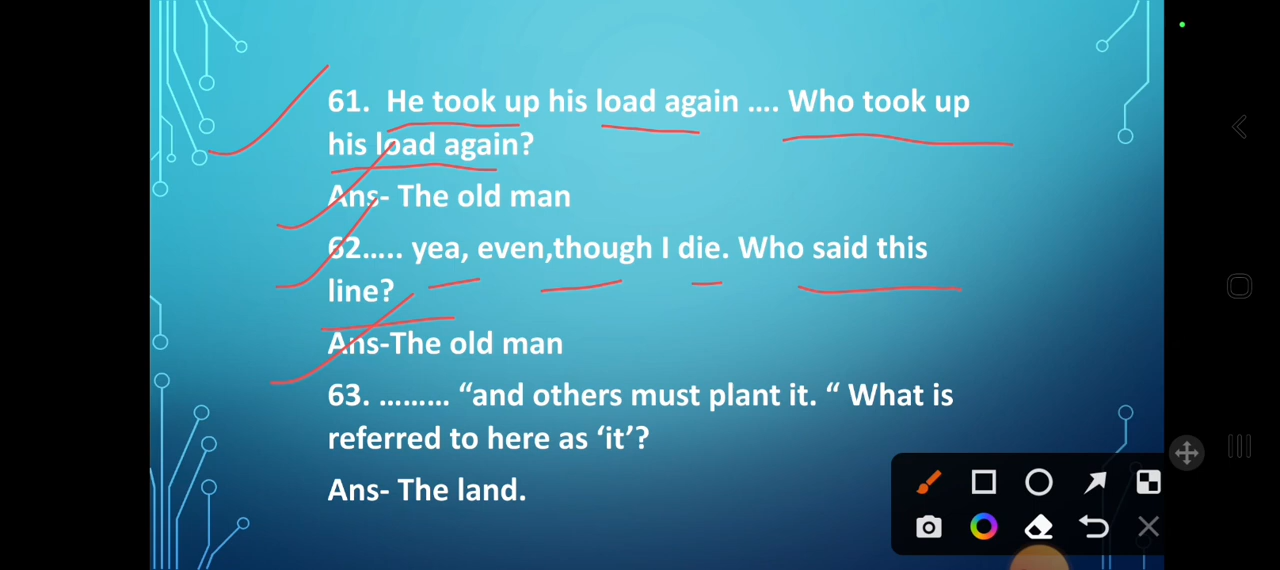 61. He took up his load again .... Who took up
his load again?
Ans- The old man
62..... yea, even,though I die. Who said this
line?
Ans-The old man
63. ……… “and others must plant it. “ What is
referred to here as ‘it’?
Ans- The land.